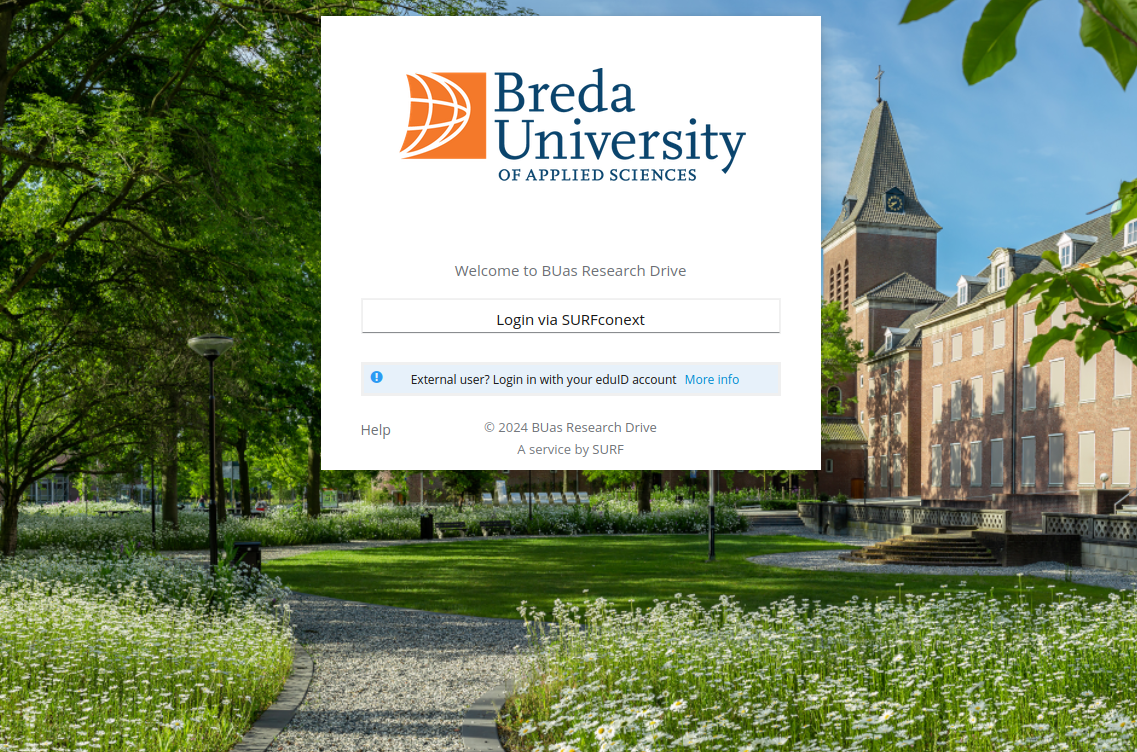 Breda
University
OF APPLIED SCIENCES
Welcome to BUas Research Drive
Login via SURFconext
External user? Login in with your eduID account More info
Help
© 2024 BUas Research Drive
A service by SURF